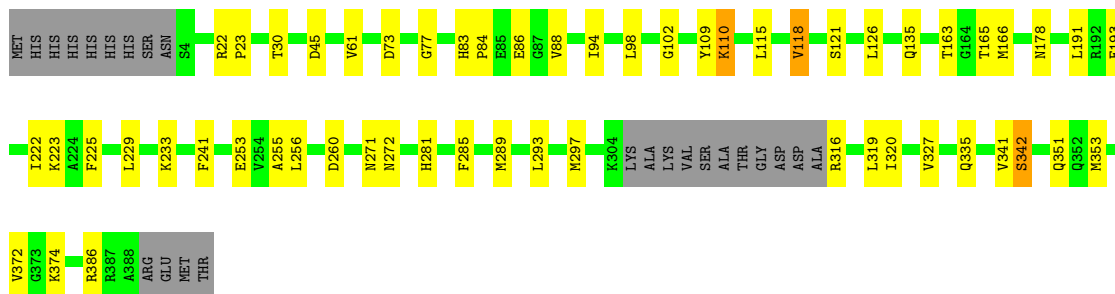 MET HIS HIS HIS HIS HIS HIS SER ASN S4 R22 P23 T30 D45 V61 D73 G77 H83 P84 E85 E86 G87 V88 I94 L98 G102 Y109 K110 L115 V118 S121 L126 Q135 T163 G164 T165 M166 N178 L191 R192 E193
I222 K223 A224 F225 L229 K233 F241 E253 V254 A255 L256 D260 N271 N272 H281 F285 M289 L293 M297 K304 LYS ALA LYS VAL SER ALA THR GLY ASP ASP ALA R316 L319 I320 V327 Q335 V341 S342 Q351 Q352 M353
V372 G373 K374 R386 R387 A388 ARG GLU MET THR